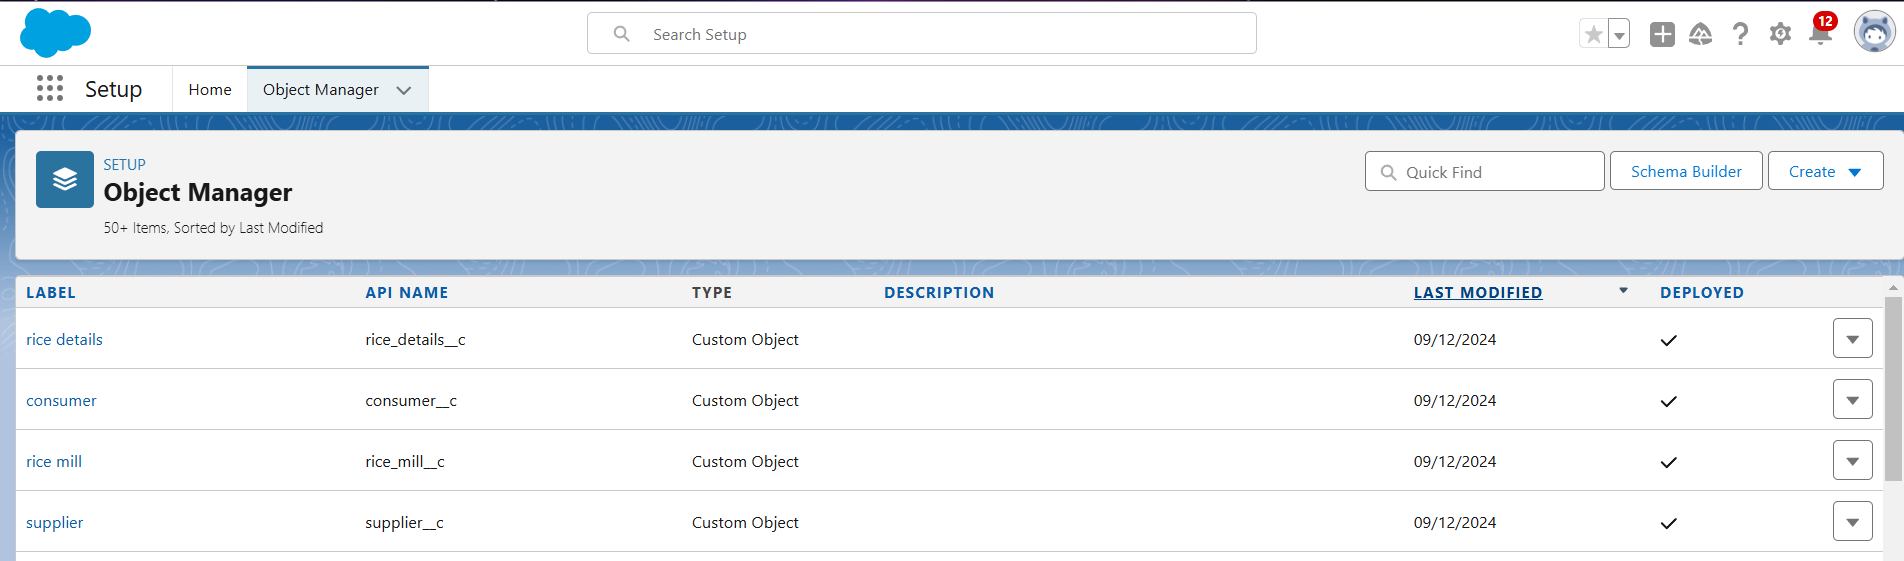 Search Setup
12
Setup
Home
Object Manager
SETUP
Object Manager
50+ Items, Sorted by Last Modified
Quick Find
Schema Builder
Create
LABEL API NAME TYPE DESCRIPTION LAST MODIFIED DEPLOYED
rice details rice_details__c Custom Object 09/12/2024
consumer consumer__c Custom Object 09/12/2024
rice mill rice_mill__c Custom Object 09/12/2024
supplier supplier__c Custom Object 09/12/2024